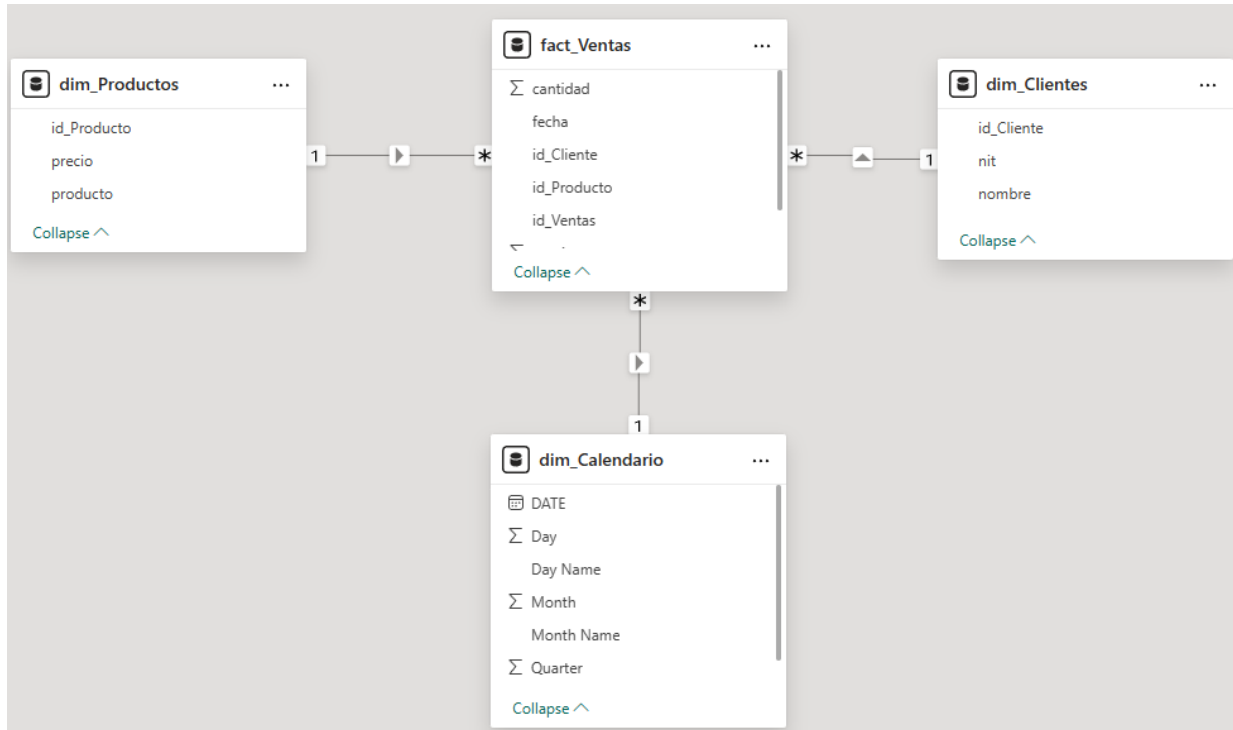 dim_Productos
id_Producto
precio
producto
Collapse
1
*
fact_Ventas
Σ cantidad
fecha
id_Cliente
id_Producto
id_Ventas
Collapse
*
1
dim_Clientes
id_Cliente
nit
nombre
Collapse
*
1
dim_Calendario
DATE
Σ Day
Day Name
Σ Month
Month Name
Σ Quarter
Collapse